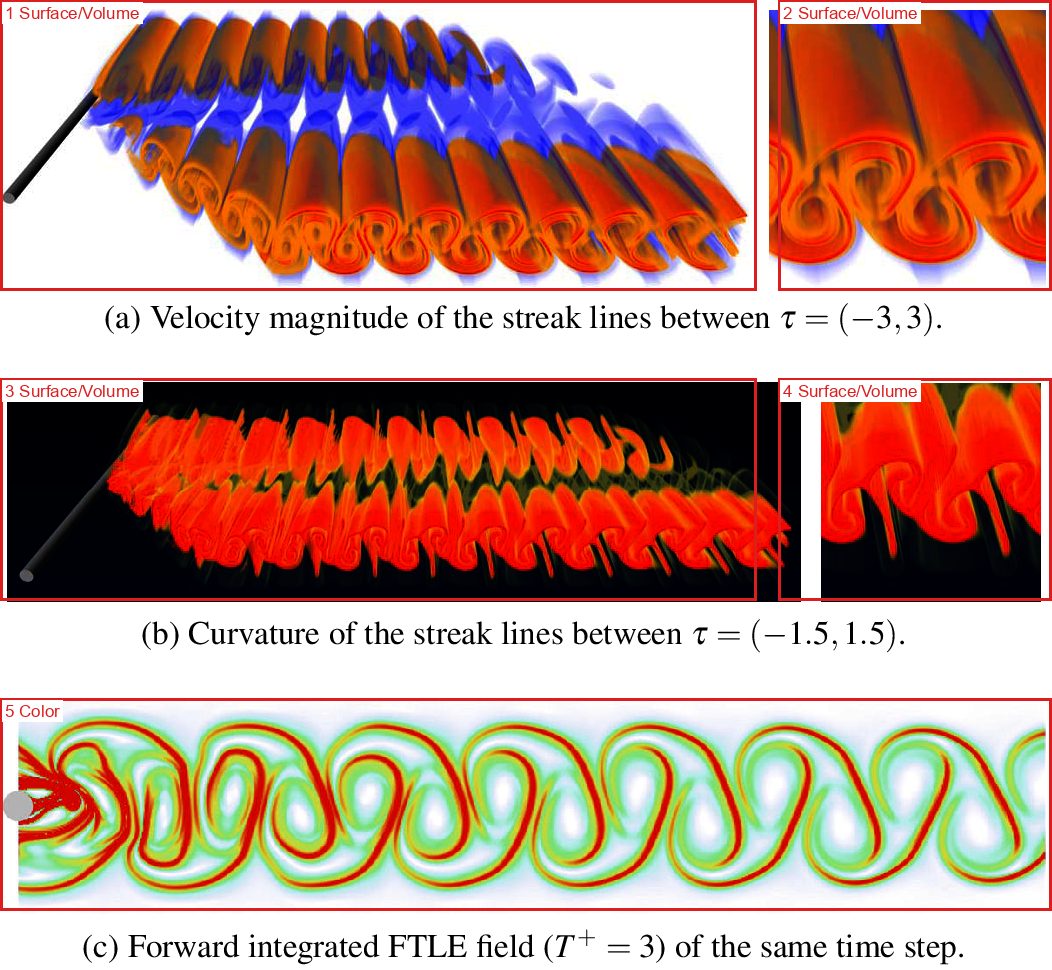 1 Surface/Volume
2 Surface/Volume
(a) Velocity magnitude of the streak lines between τ = (−3,3).
3 Surface/Volume
4 Surface/Volume
(b) Curvature of the streak lines between τ = (−1.5,1.5).
5 Color
(c) Forward integrated FTLE field (T⁺ = 3) of the same time step.